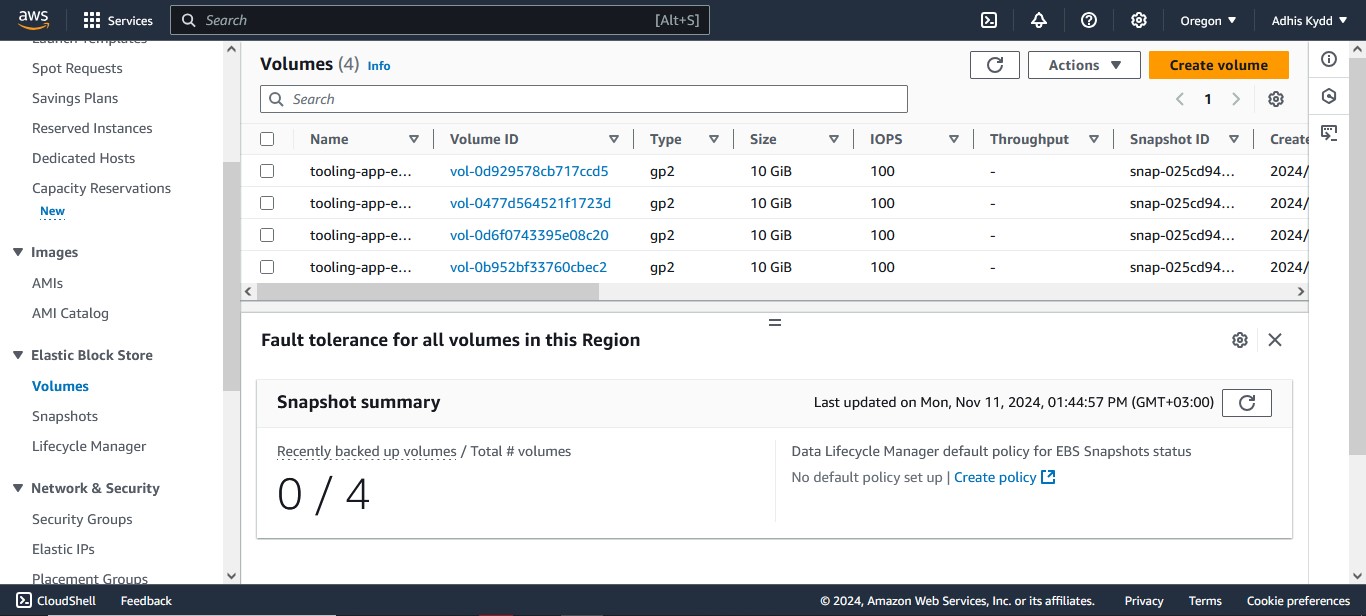 aws Services Search [Alt+S] Oregon Adhis Kydd
Launch Templates
Spot Requests
Savings Plans
Reserved Instances
Dedicated Hosts
Capacity Reservations
New
Images
AMIs
AMI Catalog
Elastic Block Store
Volumes
Snapshots
Lifecycle Manager
Network & Security
Security Groups
Elastic IPs
Placement Groups
Volumes (4) Info Actions Create volume
Search 1
Name Volume ID Type Size IOPS Throughput Snapshot ID Create
tooling-app-e... vol-0d929578cb717ccd5 gp2 10 GiB 100 - snap-025cd94... 2024/
tooling-app-e... vol-0477d564521f1723d gp2 10 GiB 100 - snap-025cd94... 2024/
tooling-app-e... vol-0d6f0743395e08c20 gp2 10 GiB 100 - snap-025cd94... 2024/
tooling-app-e... vol-0b952bf33760cbec2 gp2 10 GiB 100 - snap-025cd94... 2024/
Fault tolerance for all volumes in this Region
Snapshot summary Last updated on Mon, Nov 11, 2024, 01:44:57 PM (GMT+03:00)
Recently backed up volumes / Total # volumes
0 / 4
Data Lifecycle Manager default policy for EBS Snapshots status
No default policy set up | Create policy
CloudShell Feedback © 2024, Amazon Web Services, Inc. or its affiliates. Privacy Terms Cookie preferences